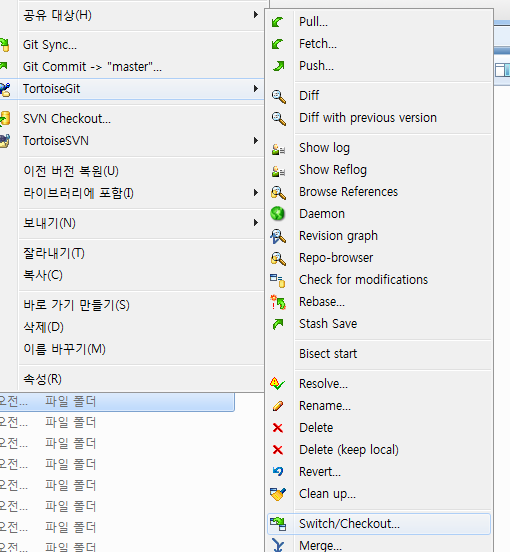 공유 대상(H)
Git Sync...
Git Commit -> "master"...
TortoiseGit
SVN Checkout...
TortoiseSVN
이전 버전 복원(U)
라이브러리에 포함(I)
보내기(N)
잘라내기(T)
복사(C)
바로 가기 만들기(S)
삭제(D)
이름 바꾸기(M)
속성(R)
오전... 파일 폴더
오전... 파일 폴더
오전... 파일 폴더
오전... 파일 폴더
오전... 파일 폴더
오전... 파일 폴더
오전... 파일 폴더
오전... 파일 폴더
Pull...
Fetch...
Push...
Diff
Diff with previous version
Show log
Show Reflog
Browse References
Daemon
Revision graph
Repo-browser
Check for modifications
Rebase...
Stash Save
Bisect start
Resolve...
Rename...
Delete
Delete (keep local)
Revert...
Clean up...
Switch/Checkout...
Merge...